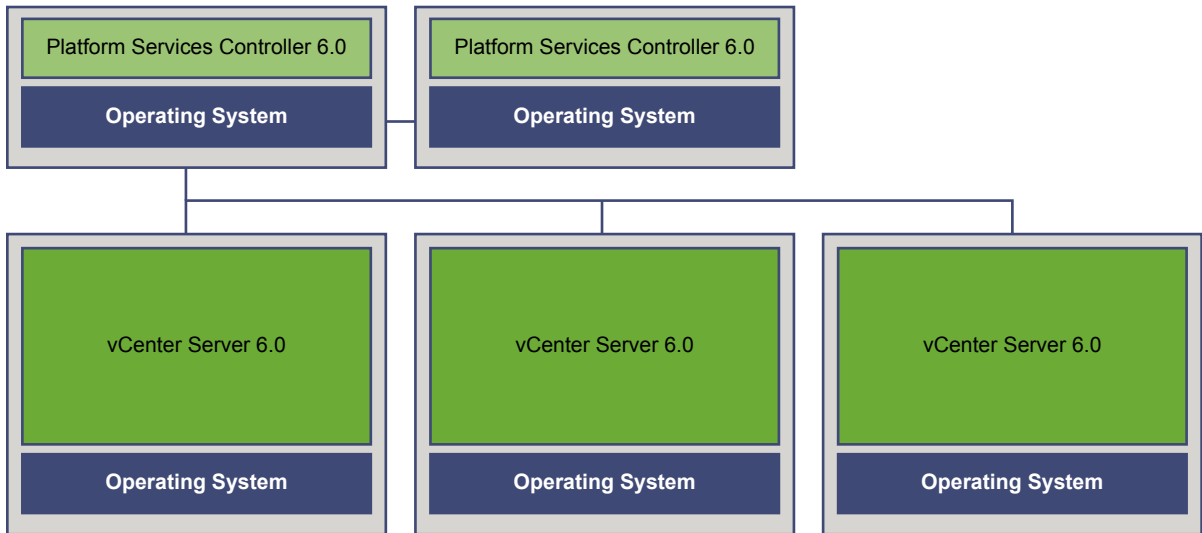 Platform Services Controller 6.0
Platform Services Controller 6.0
Operating System
Operating System
vCenter Server 6.0
vCenter Server 6.0
vCenter Server 6.0
Operating System
Operating System
Operating System